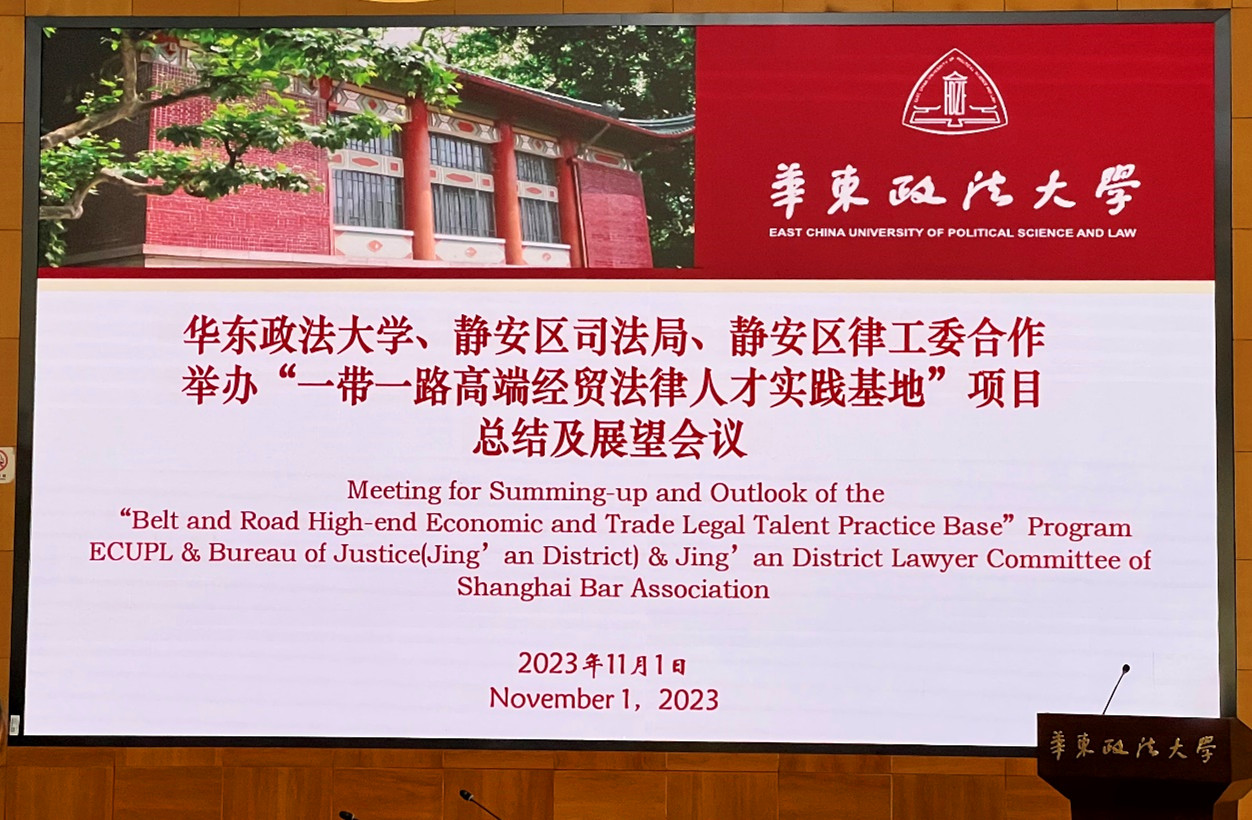 華東政法大學
EAST CHINA UNIVERSITY OF POLITICAL SCIENCE AND LAW
华东政法大学、静安区司法局、静安区律工委合作
举办“一带一路高端经贸法律人才实践基地”项目
总结及展望会议
Meeting for Summing-up and Outlook of the
“Belt and Road High-end Economic and Trade Legal Talent Practice Base” Program
ECUPL & Bureau of Justice(Jing’an District) & Jing’an District Lawyer Committee of
Shanghai Bar Association
2023年11月1日
November 1, 2023
華東政法大學